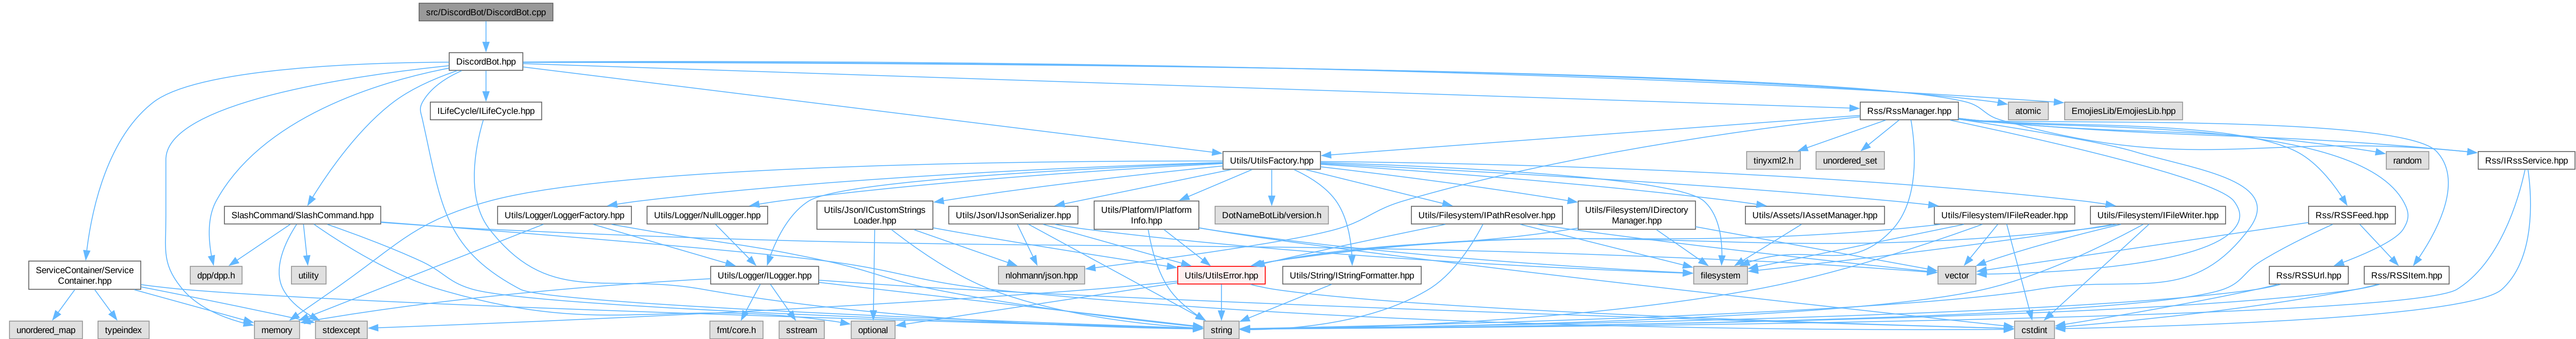 src/DiscordBot/DiscordBot.cpp
DiscordBot.hpp
ILifeCycle/ILifeCycle.hpp
Rss/RssManager.hpp
atomic
EmojiesLib/EmojiesLib.hpp
Utils/UtilsFactory.hpp
tinyxml2.h
unordered_set
random
Rss/IRssService.hpp
SlashCommand/SlashCommand.hpp
Utils/Logger/LoggerFactory.hpp
Utils/Logger/NullLogger.hpp
Utils/Json/ICustomStrings
Loader.hpp
Utils/Json/IJsonSerializer.hpp
Utils/Platform/IPlatform
Info.hpp
DotNameBotLib/version.h
Utils/Filesystem/IPathResolver.hpp
Utils/Filesystem/IDirectory
Manager.hpp
Utils/Assets/IAssetManager.hpp
Utils/Filesystem/IFileReader.hpp
Utils/Filesystem/IFileWriter.hpp
Rss/RSSFeed.hpp
ServiceContainer/Service
Container.hpp
dpp/dpp.h
utility
Utils/Logger/ILogger.hpp
nlohmann/json.hpp
Utils/UtilsError.hpp
Utils/String/IStringFormatter.hpp
filesystem
vector
Rss/RSSUrl.hpp
Rss/RSSItem.hpp
unordered_map
typeindex
memory
stdexcept
fmt/core.h
sstream
optional
string
cstdint